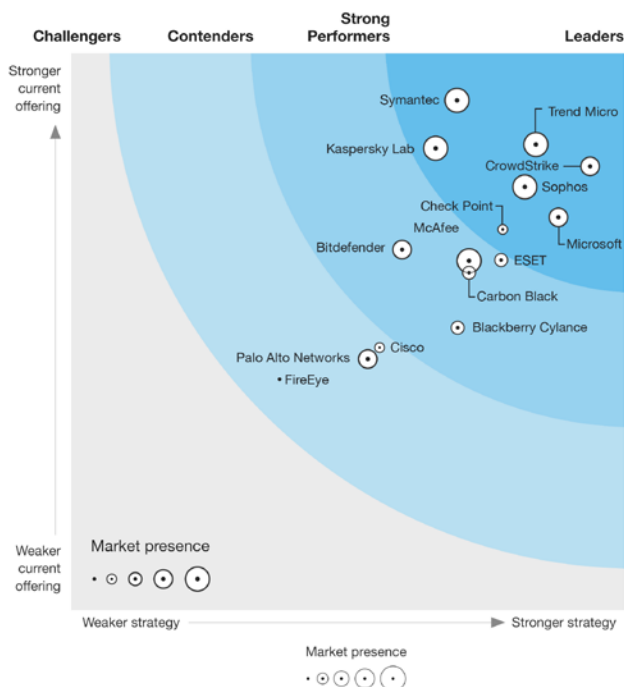 Challengers
Contenders
Strong
Performers
Leaders
Stronger
current
offering
Symantec
Trend Micro
Kaspersky Lab
CrowdStrike
Sophos
Check Point
McAfee
Microsoft
Bitdefender
ESET
Carbon Black
Blackberry Cylance
Cisco
Palo Alto Networks
FireEye
Weaker
current
offering
Market presence
Weaker strategy
Stronger strategy
Market presence